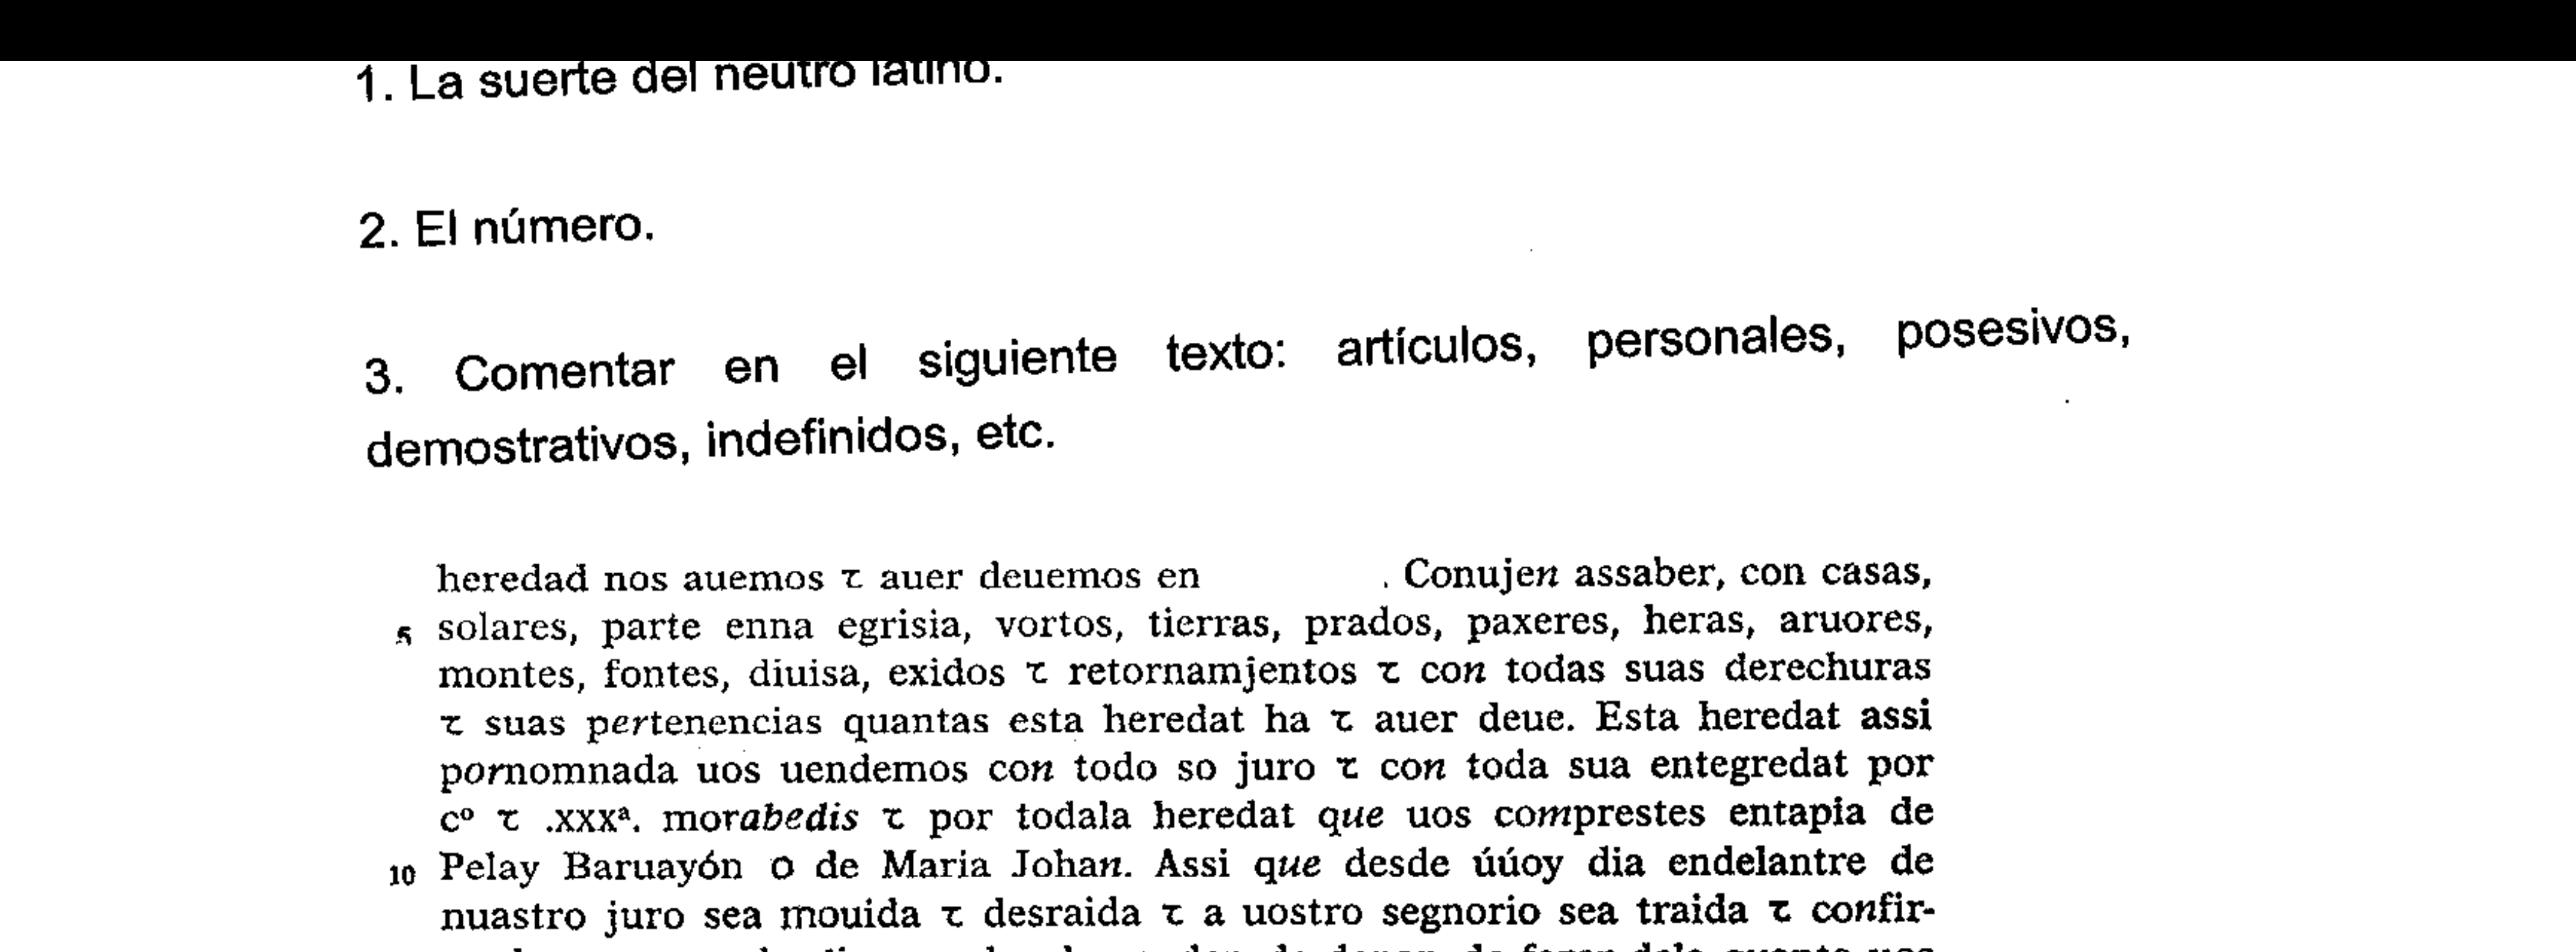 1. La suerte del neutro latino.
2. El número.
3. Comentar en el siguiente texto: artículos, personales, posesivos,
demostrativos, indefinidos, etc.
heredad nos auemos τ auer deuemos en . Conujen assaber, con casas,
5 solares, parte enna egrisia, vortos, tierras, prados, paxeres, heras, aruores,
montes, fontes, diuisa, exidos τ retornamjentos τ con todas suas derechuras
τ suas pertenencias quantas esta heredat ha τ auer deue. Esta heredat assi
pornomnada uos uendemos con todo so juro τ con toda sua entegredat por
cº τ .xxxª. morabedis τ por todala heredat que uos comprestes entapia de
10 Pelay Baruayón o de Maria Johan. Assi que desde úúoy dia endelantre de
nuastro juro sea mouida τ desraida τ a uostro segnorio sea traida τ confir-